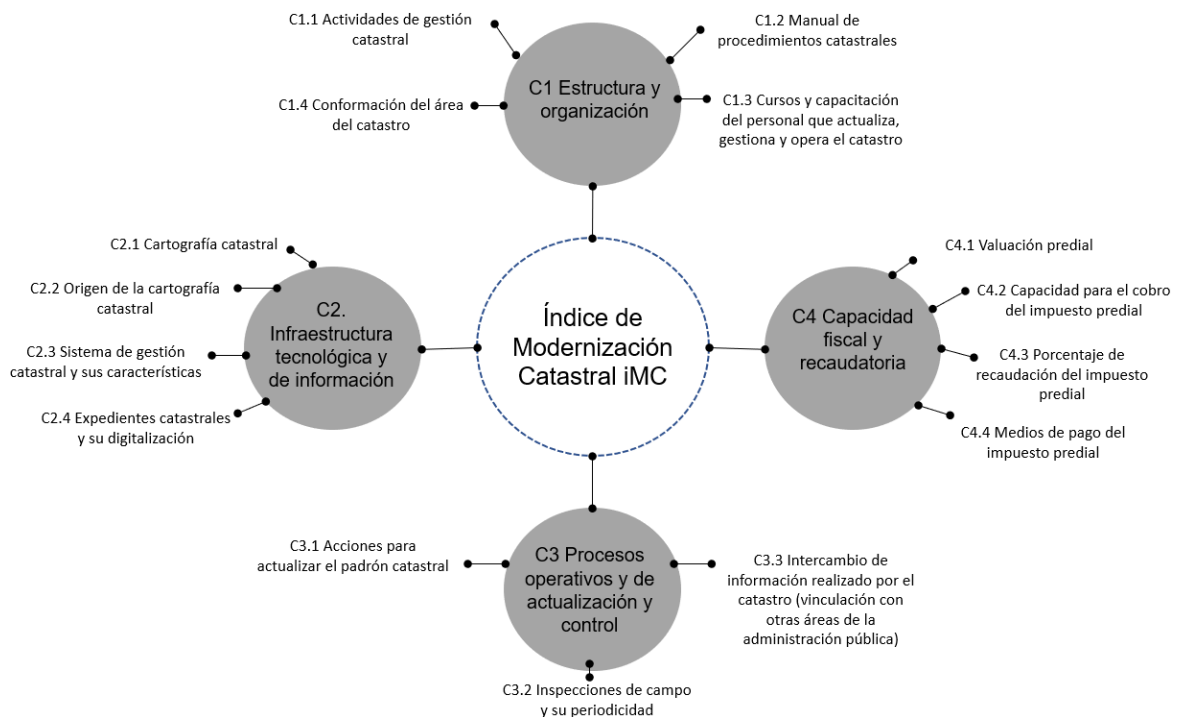 C1.1 Actividades de gestión
catastral
C1.2 Manual de
procedimientos catastrales
C1 Estructura y
organización
C1.4 Conformación del área
del catastro
C1.3 Cursos y capacitación
del personal que actualiza,
gestiona y opera el catastro
C2.1 Cartografía catastral
C2.2 Origen de la cartografía
catastral
C2.
Infraestructura
tecnológica y
de información
C2.3 Sistema de gestión
catastral y sus características
C2.4 Expedientes catastrales
y su digitalización
Índice de
Modernización
Catastral iMC
C4 Capacidad
fiscal y
recaudatoria
C4.1 Valuación predial
C4.2 Capacidad para el cobro
del impuesto predial
C4.3 Porcentaje de
recaudación del impuesto
predial
C4.4 Medios de pago del
impuesto predial
C3.1 Acciones para
actualizar el padrón catastral
C3 Procesos
operativos y de
actualización y
control
C3.3 Intercambio de
información realizado por el
catastro (vinculación con
otras áreas de la
administración pública)
C3.2 Inspecciones de campo
y su periodicidad